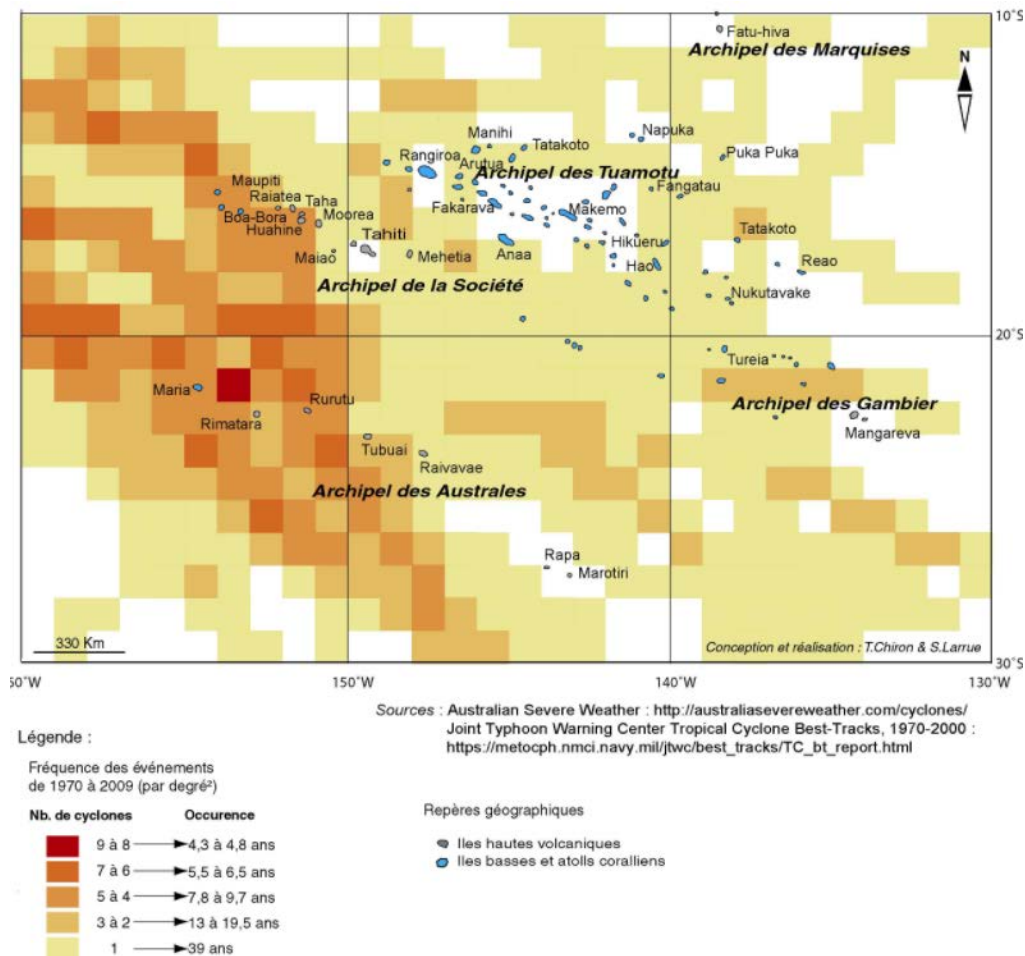 10°S
Fatu-hiva
Archipel des Marquises
N
Manihi
Tatakoto
Napuka
Rangiroa
Arutua
Puka Puka
Archipel des Tuamotu
Maupiti
Raiatea
Taha
Fangatau
Boa-Bora
Moorea
Fakarava
Makemo
Huahine
Tahiti
Hikueru
Tatakoto
Maiao
Mehetia
Anaa
Hao
Reao
Archipel de la Société
Nukutavake
20°S
Tureia
Maria
Rurutu
Archipel des Gambier
Rimatara
Mangareva
Tubuai
Raivavae
Archipel des Australes
Rapa
Marotiri
330 Km
Conception et réalisation : T.Chiron & S.Larrue
30°S
60°W
150°W
140°W
130°W
Sources : Australian Severe Weather : http://australiasevereweather.com/cyclones/
Joint Typhoon Warning Center Tropical Cyclone Best-Tracks, 1970-2000 :
https://metocph.nmci.navy.mil/jtwc/best_tracks/TC_bt_report.html
Légende :
Fréquence des événements
de 1970 à 2009 (par degré²)
Nb. de cyclones Occurence
9 à 8 4,3 à 4,8 ans
7 à 6 5,5 à 6,5 ans
5 à 4 7,8 à 9,7 ans
3 à 2 13 à 19,5 ans
1 39 ans
Repères géographiques
Iles hautes volcaniques
Iles basses et atolls coralliens